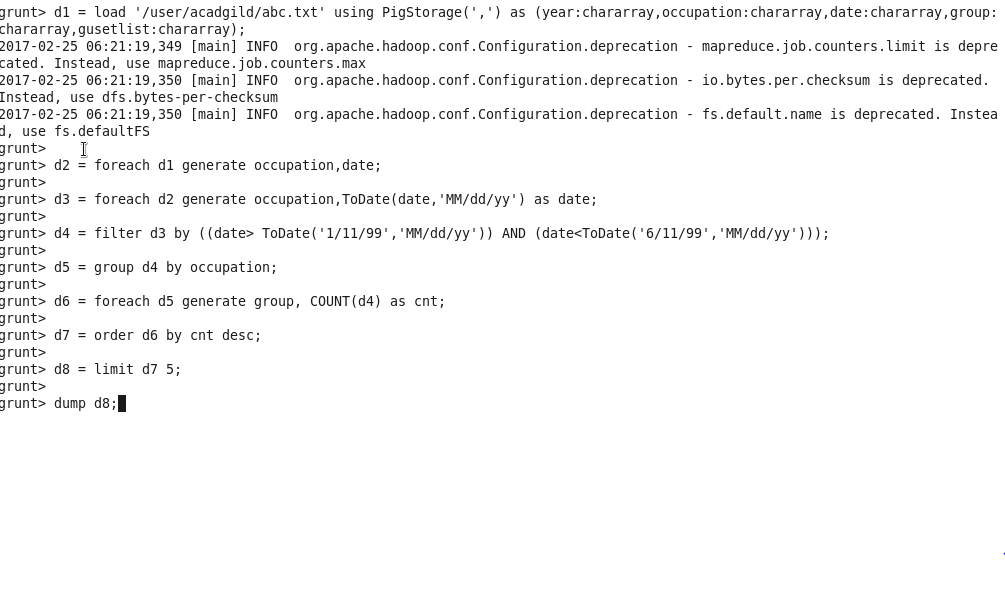 grunt> d1 = load '/user/acadgild/abc.txt' using PigStorage(',') as (year:chararray,occupation:chararray,date:chararray,group:
chararray,gusetlist:chararray);
2017-02-25 06:21:19,349 [main] INFO  org.apache.hadoop.conf.Configuration.deprecation - mapreduce.job.counters.limit is depre
cated. Instead, use mapreduce.job.counters.max
2017-02-25 06:21:19,350 [main] INFO  org.apache.hadoop.conf.Configuration.deprecation - io.bytes.per.checksum is deprecated.
Instead, use dfs.bytes-per-checksum
2017-02-25 06:21:19,350 [main] INFO  org.apache.hadoop.conf.Configuration.deprecation - fs.default.name is deprecated. Instea
d, use fs.defaultFS
grunt>
grunt> d2 = foreach d1 generate occupation,date;
grunt>
grunt> d3 = foreach d2 generate occupation,ToDate(date,'MM/dd/yy') as date;
grunt>
grunt> d4 = filter d3 by ((date> ToDate('1/11/99','MM/dd/yy')) AND (date<ToDate('6/11/99','MM/dd/yy')));
grunt>
grunt> d5 = group d4 by occupation;
grunt>
grunt> d6 = foreach d5 generate group, COUNT(d4) as cnt;
grunt>
grunt> d7 = order d6 by cnt desc;
grunt>
grunt> d8 = limit d7 5;
grunt>
grunt> dump d8;